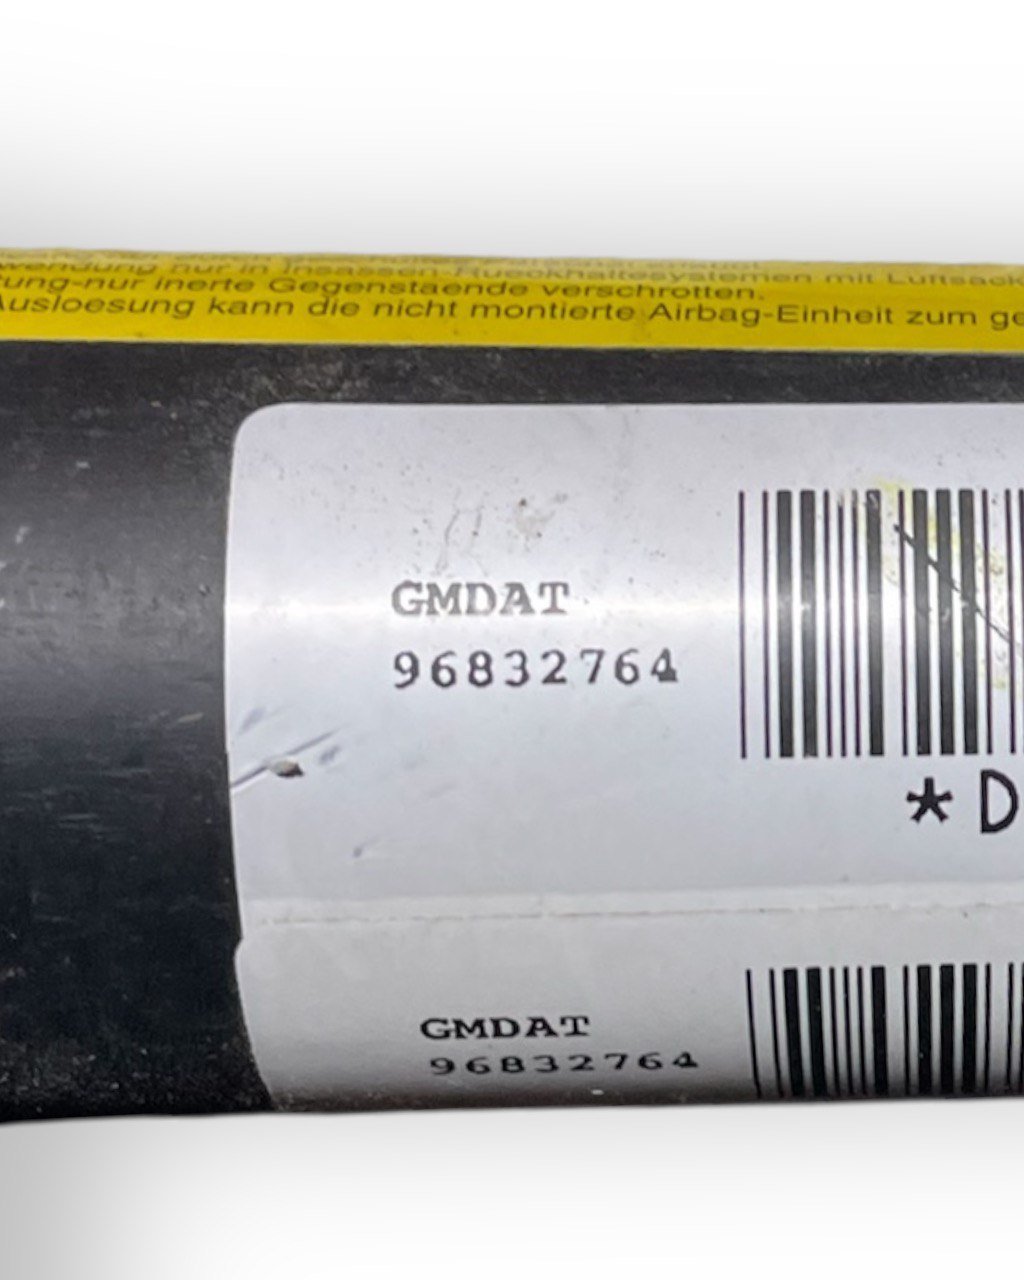 wendung nur in Insassen-Rueckhaltesystemen mit Luftsack
tung-nur inerte Gegenstaende verschrotten.
Ausloesung kann die nicht montierte Airbag-Einheit zum ge
GMDAT
96832764
*D
GMDAT
96832764